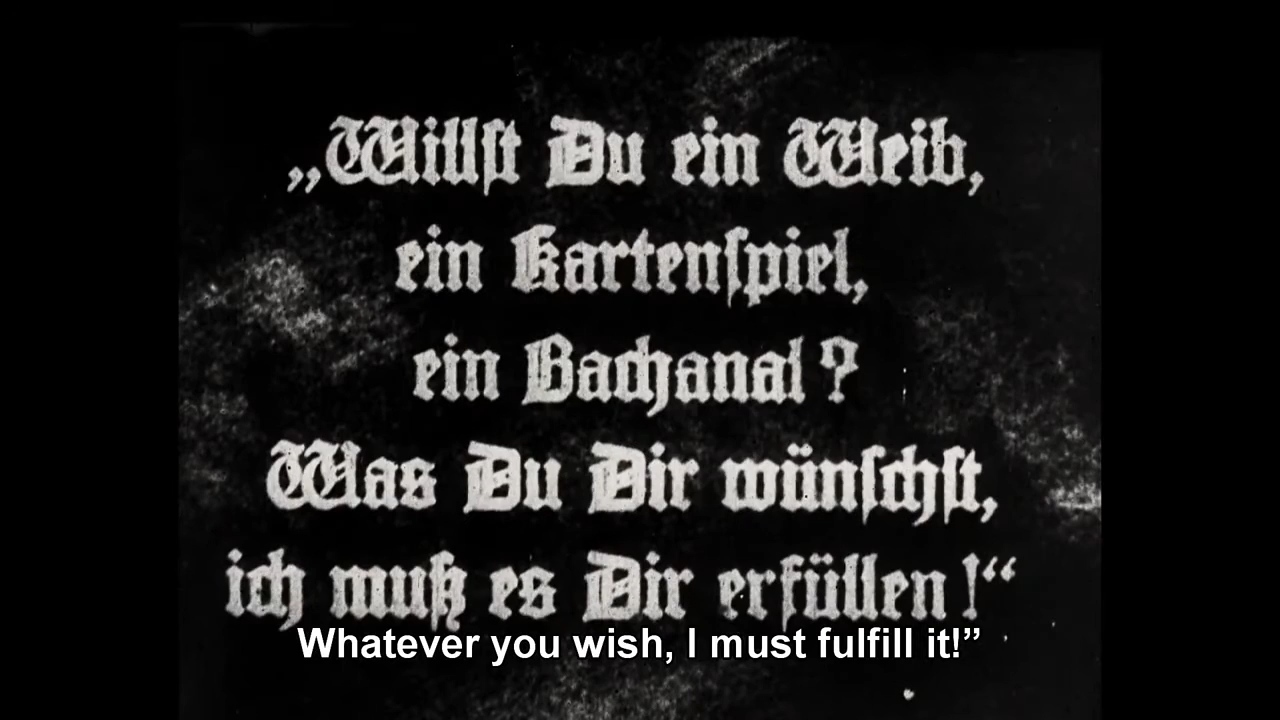 „Willst Du ein Weib,
ein Kartenspiel,
ein Bachanal?
Was Du Dir wünschst,
ich muß es Dir erfüllen!“
Whatever you wish, I must fulfill it!”